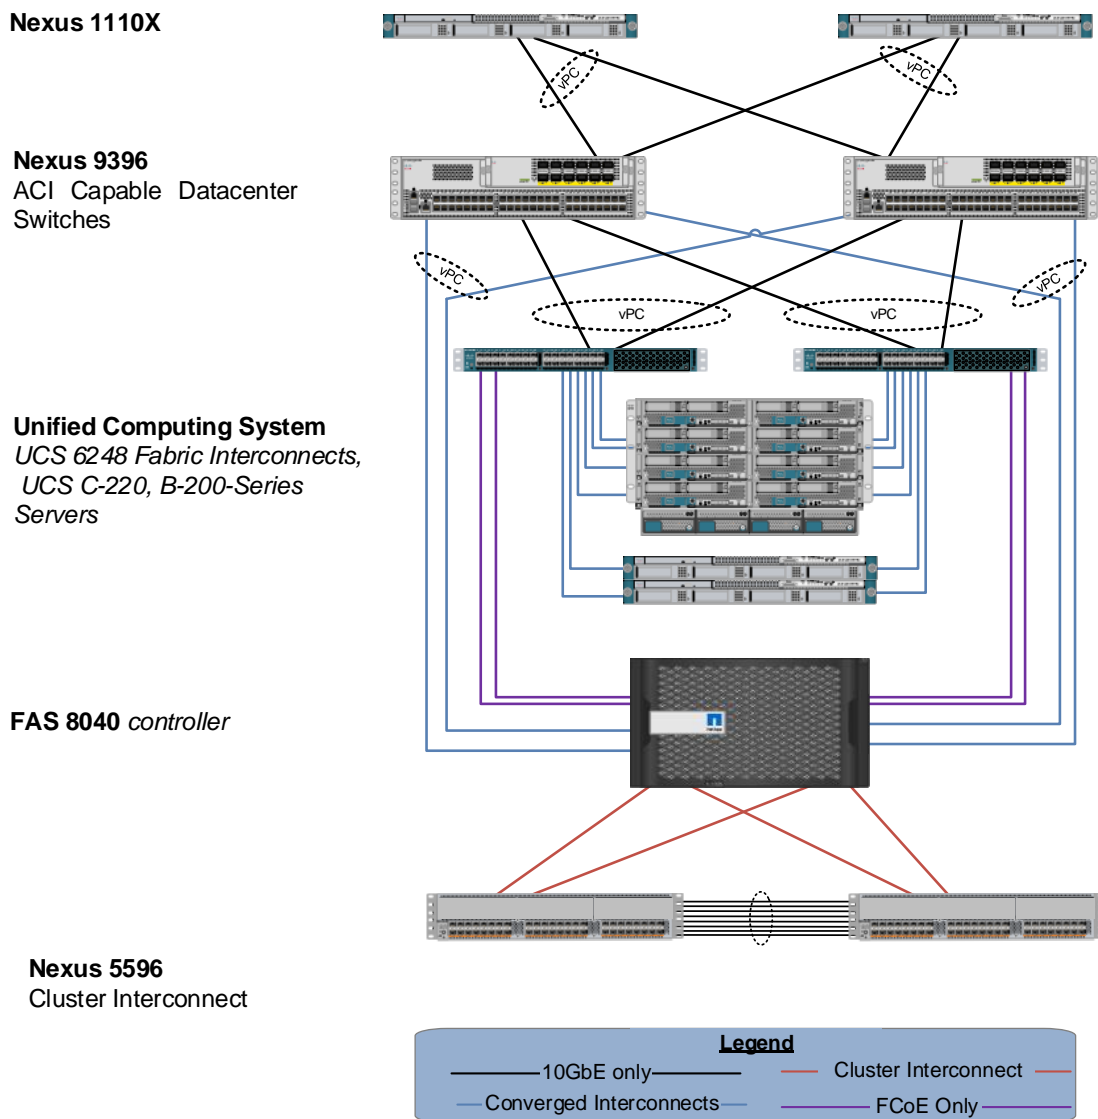 Nexus 1110X
vPC
vPC
Nexus 9396
ACI Capable Datacenter
Switches
vPC
vPC
vPC
vPC
Unified Computing System
UCS 6248 Fabric Interconnects,
UCS C-220, B-200-Series
Servers
FAS 8040 controller
Nexus 5596
Cluster Interconnect
Legend
10GbE only
Cluster Interconnect
Converged Interconnects
FCoE Only